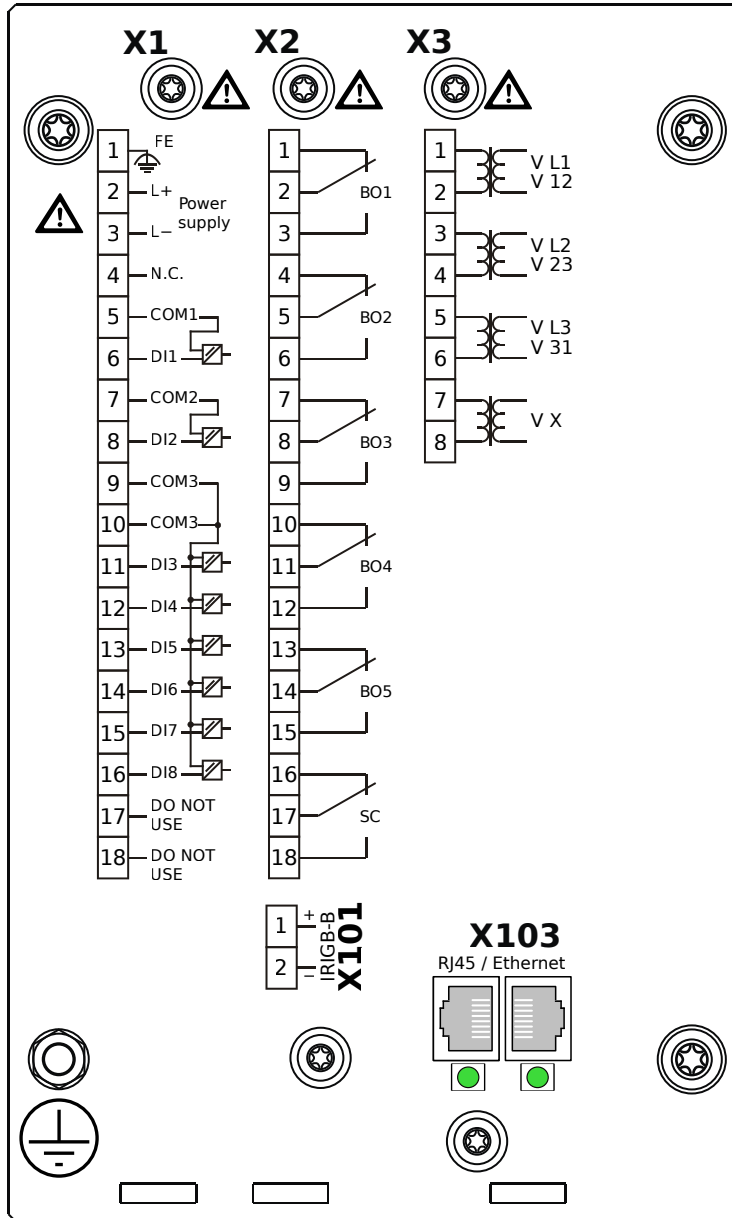 X1
X2
X3
1 FE
2 L+
Power
supply
3 L−
4 N.C.
5 COM1
6 DI1
7 COM2
8 DI2
9 COM3
10 COM3
11 DI3
12 DI4
13 DI5
14 DI6
15 DI7
16 DI8
17 DO NOT
USE
18 DO NOT
USE
1
2 BO1
3
4
5 BO2
6
7
8 BO3
9
10
11 BO4
12
13
14 BO5
15
16
17 SC
18
1
2
V L1
V 12
3
4
V L2
V 23
5
6
V L3
V 31
7
8
V X
1 +
2 −
IRIGB-B
X101
X103
RJ45 / Ethernet